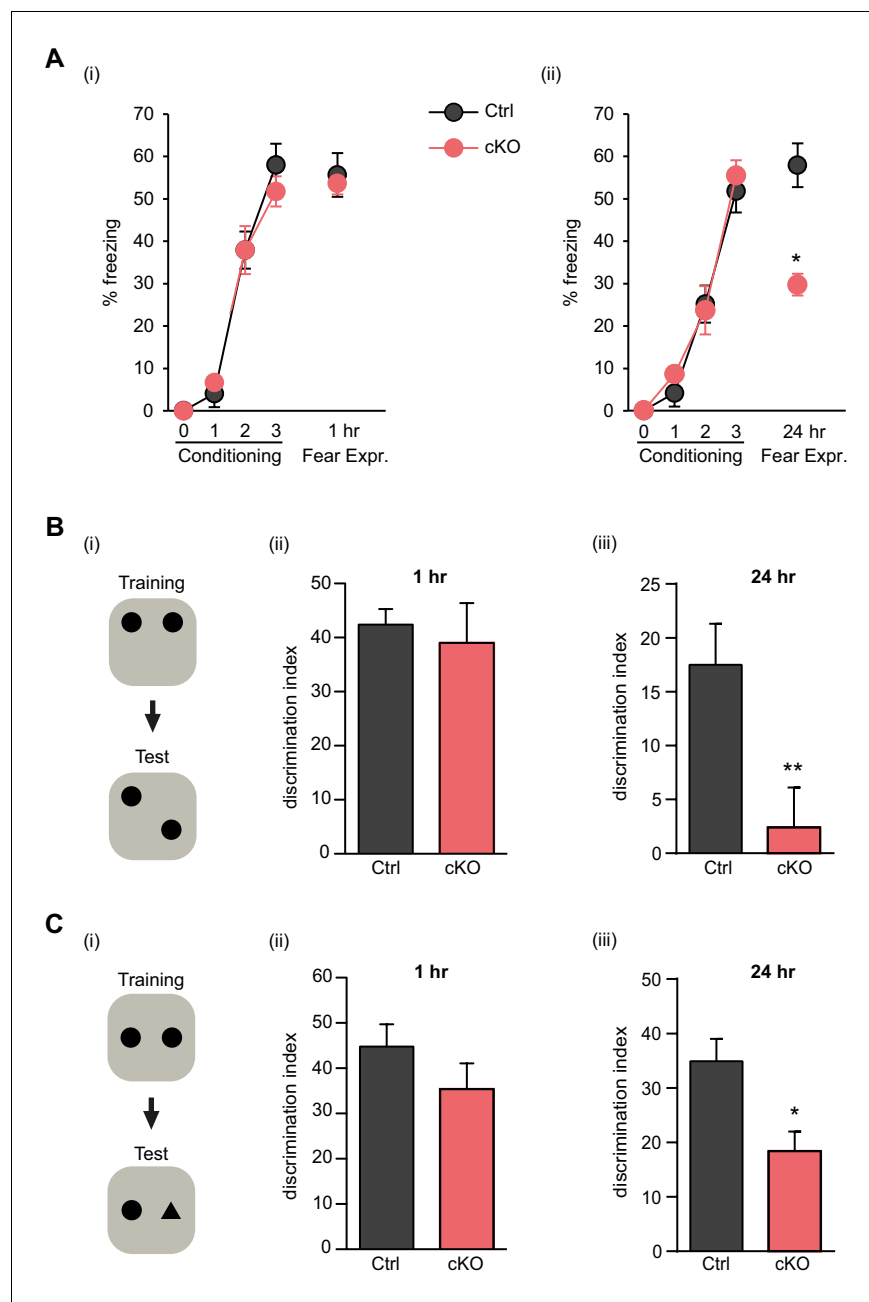 A
(i)
(ii)
Ctrl
cKO
% freezing
70
60
50
40
30
20
10
0
0 1 2 3
1 hr
Conditioning
Fear Expr.
% freezing
70
60
50
40
30
20
10
0
*
0 1 2 3
24 hr
Conditioning
Fear Expr.
B
(i)
(ii)
(iii)
Training
Test
1 hr
discrimination index
50
40
30
20
10
0
Ctrl
cKO
24 hr
discrimination index
25
20
15
10
5
0
**
Ctrl
cKO
C
(i)
(ii)
(iii)
Training
Test
1 hr
discrimination index
60
50
40
30
20
10
0
Ctrl
cKO
24 hr
discrimination index
50
40
30
20
10
0
*
Ctrl
cKO